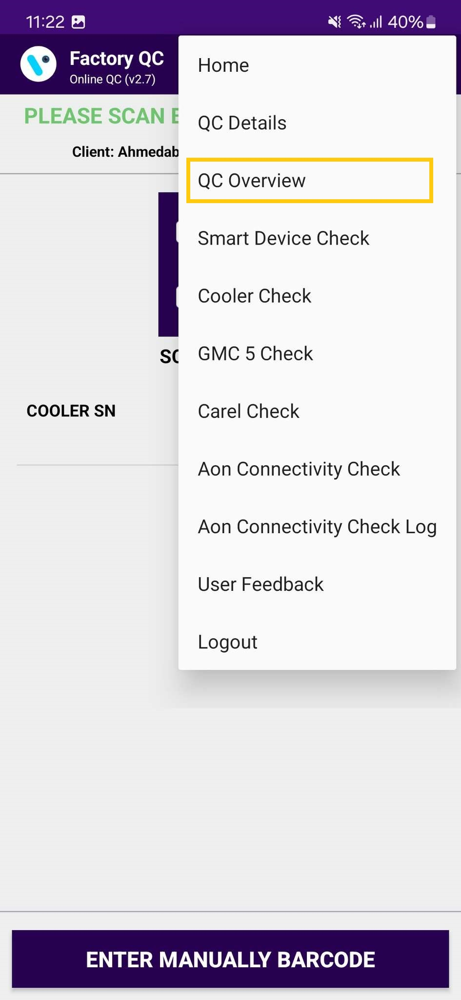 11:22
40%
Factory QC
Online QC (v2.7)
PLEASE SCAN
Client: Ahmedab
Home
QC Details
QC Overview
Smart Device Check
Cooler Check
GMC 5 Check
Carel Check
Aon Connectivity Check
Aon Connectivity Check Log
User Feedback
Logout
COOLER SN
ENTER MANUALLY BARCODE